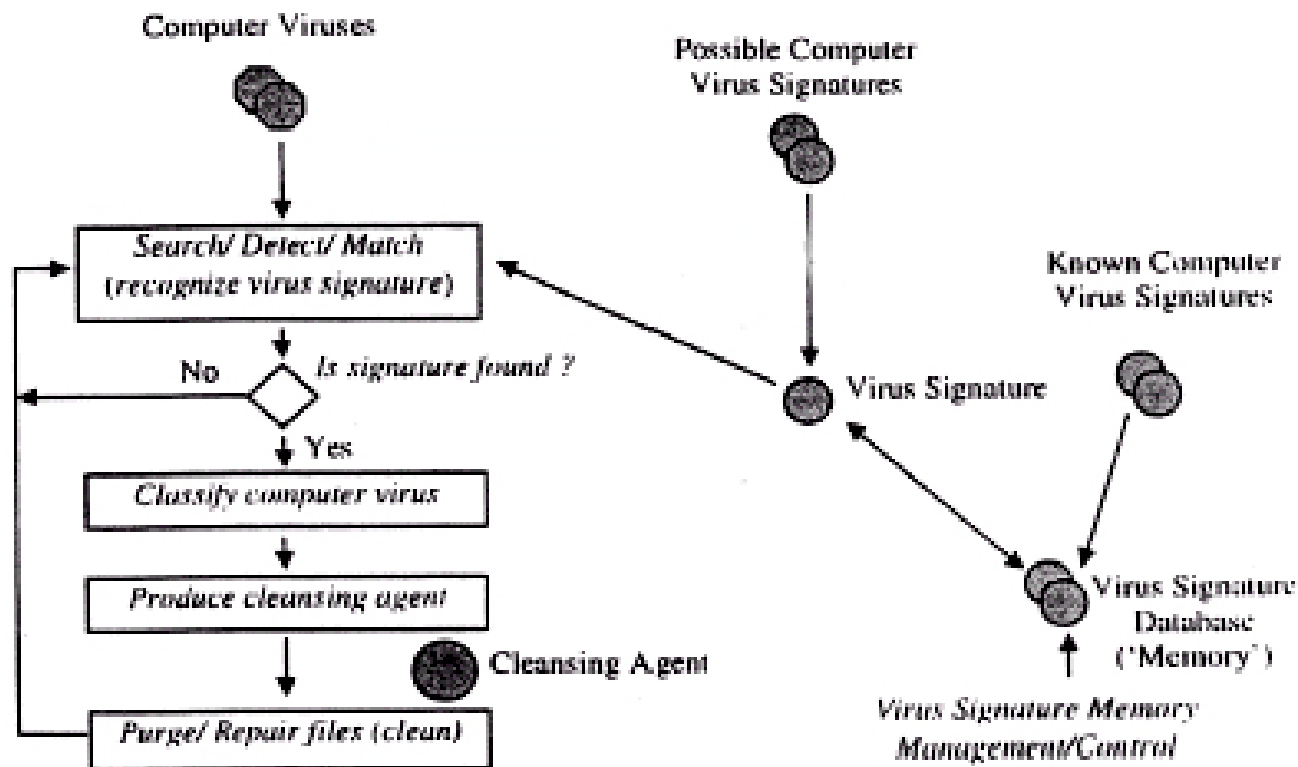 Computer Viruses
Possible Computer
Virus Signatures
Search/ Detect/ Match
(recognize virus signature)
Known Computer
Virus Signatures
No
Is signature found ?
Virus Signature
Yes
Classify computer virus
Produce cleansing agent
Virus Signature
Database
('Memory')
Cleansing Agent
Purge/ Repair files (clean)
Virus Signature Memory
Management/Control